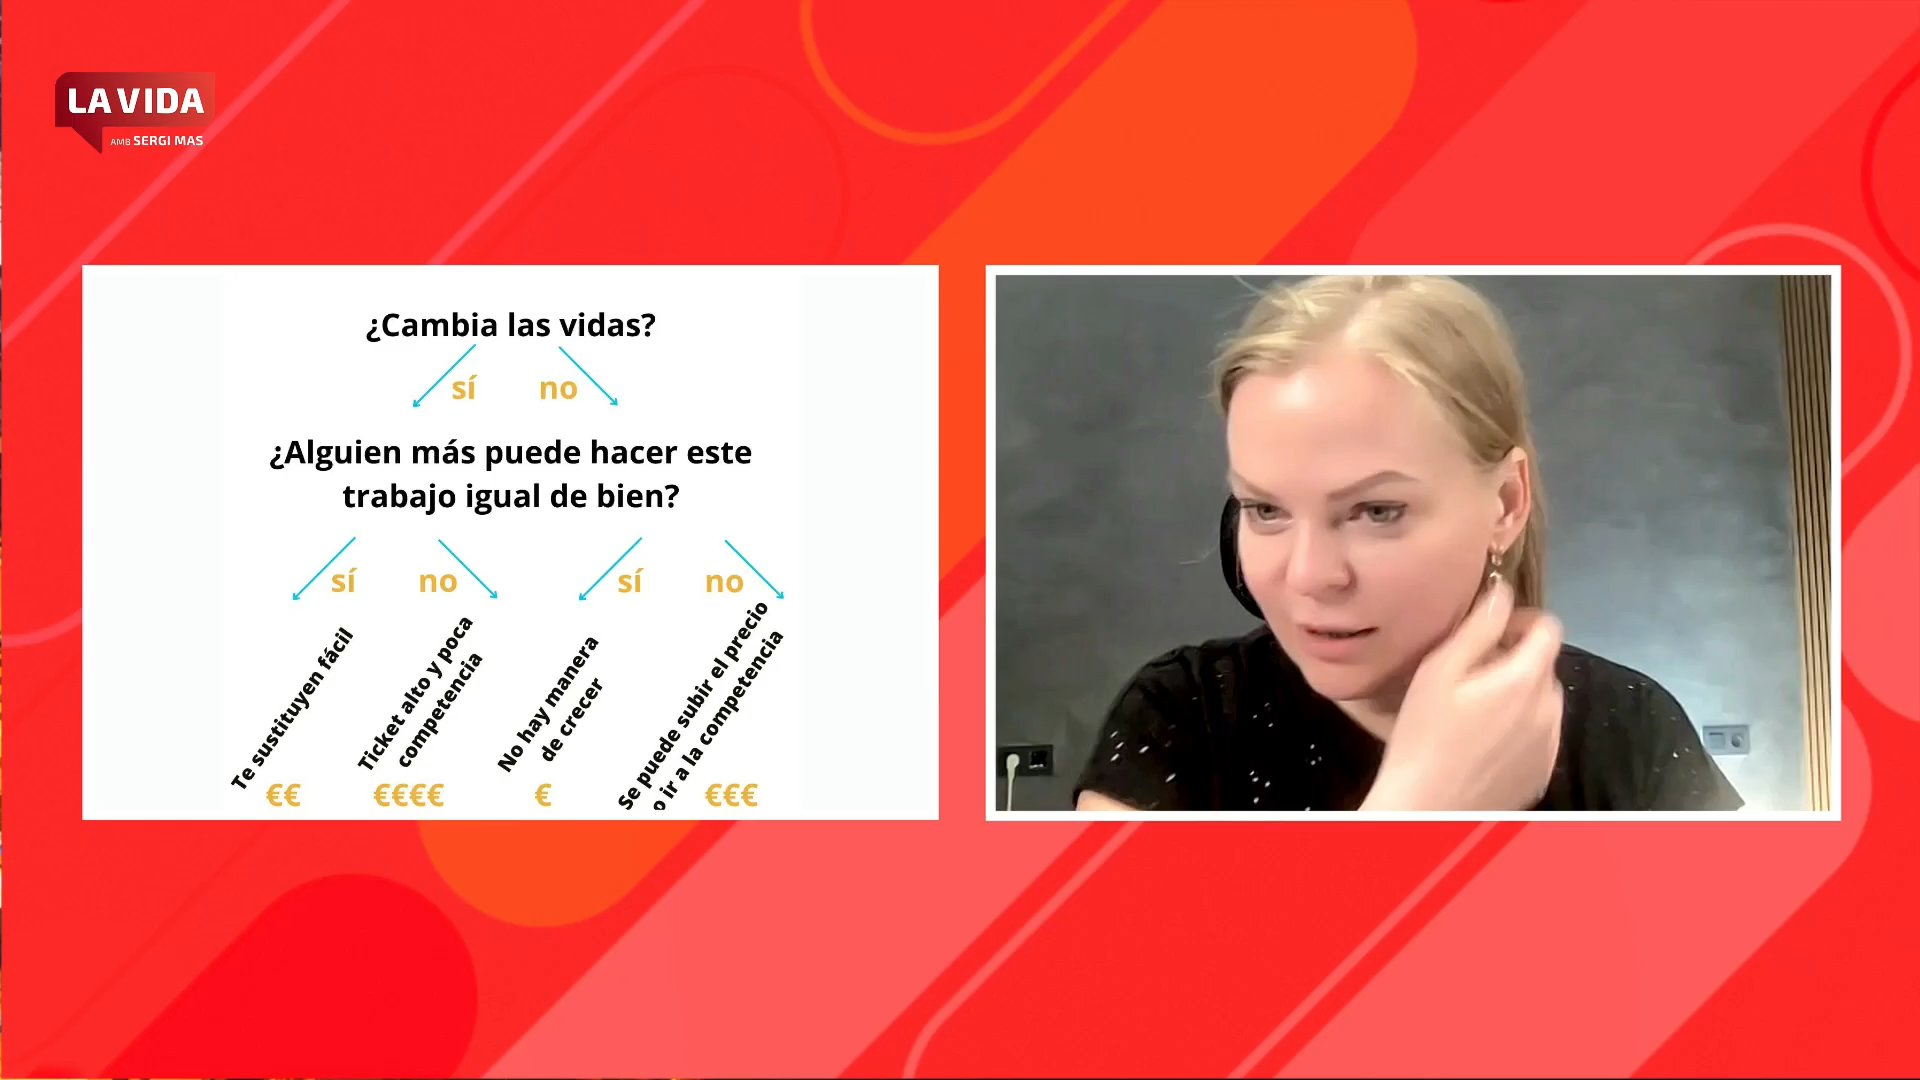 LA VIDA
AMB SERGI MAS
¿Cambia las vidas?
sí no
¿Alguien más puede hacer este
trabajo igual de bien?
sí no sí no
Te sustituyen fácil
Ticket alto y poca
competencia
No hay manera
de crecer
Se puede subir el precio
o ir a la competencia
€€ €€€€ € €€€